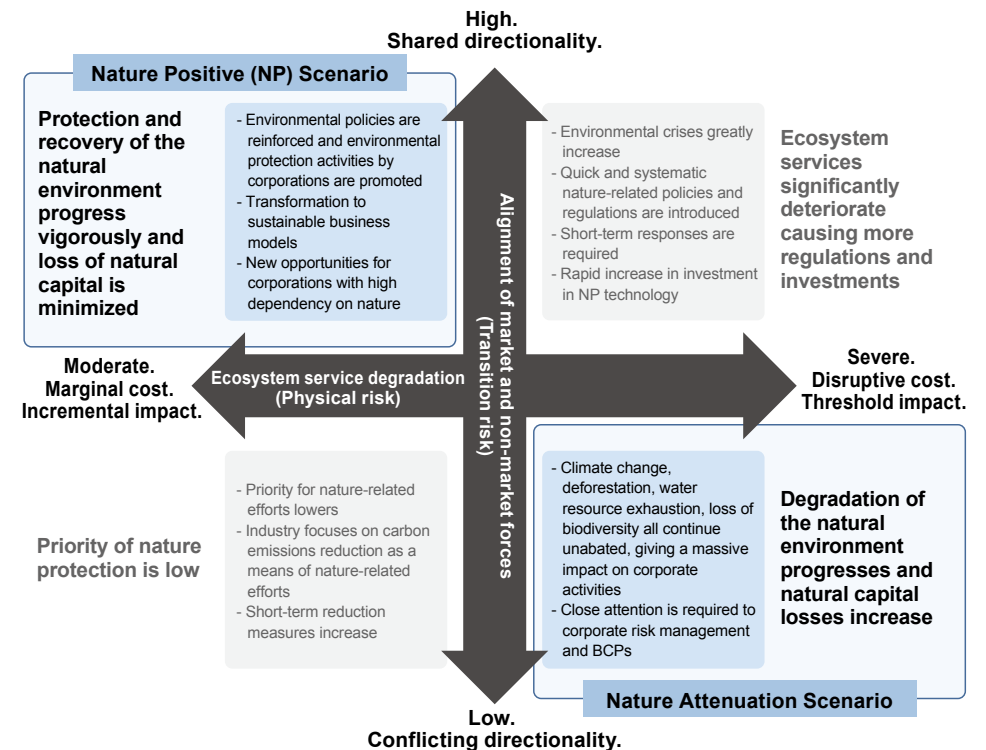 High.
Shared directionality.
Nature Positive (NP) Scenario
Protection and
recovery of the
natural
environment
progress
vigorously and
loss of natural
capital is
minimized
- Environmental policies are
reinforced and environmental
protection activities by
corporations are promoted
- Transformation to
sustainable business
models
- New opportunities for
corporations with high
dependency on nature
- Environmental crises greatly
increase
- Quick and systematic
nature-related policies and
regulations are introduced
- Short-term responses are
required
- Rapid increase in investment
in NP technology
Ecosystem
services
significantly
deteriorate
causing more
regulations and
investments
Alignment of market and non-market forces
(Transition risk)
Moderate.
Marginal cost.
Incremental impact.
Ecosystem service degradation
(Physical risk)
Severe.
Disruptive cost.
Threshold impact.
Priority of nature
protection is low
- Priority for nature-related
efforts lowers
- Industry focuses on carbon
emissions reduction as a
means of nature-related
efforts
- Short-term reduction
measures increase
- Climate change,
deforestation, water
resource exhaustion, loss of
biodiversity all continue
unabated, giving a massive
impact on corporate
activities
- Close attention is required to
corporate risk management
and BCPs
Degradation of
the natural
environment
progresses and
natural capital
losses increase
Nature Attenuation Scenario
Low.
Conflicting directionality.